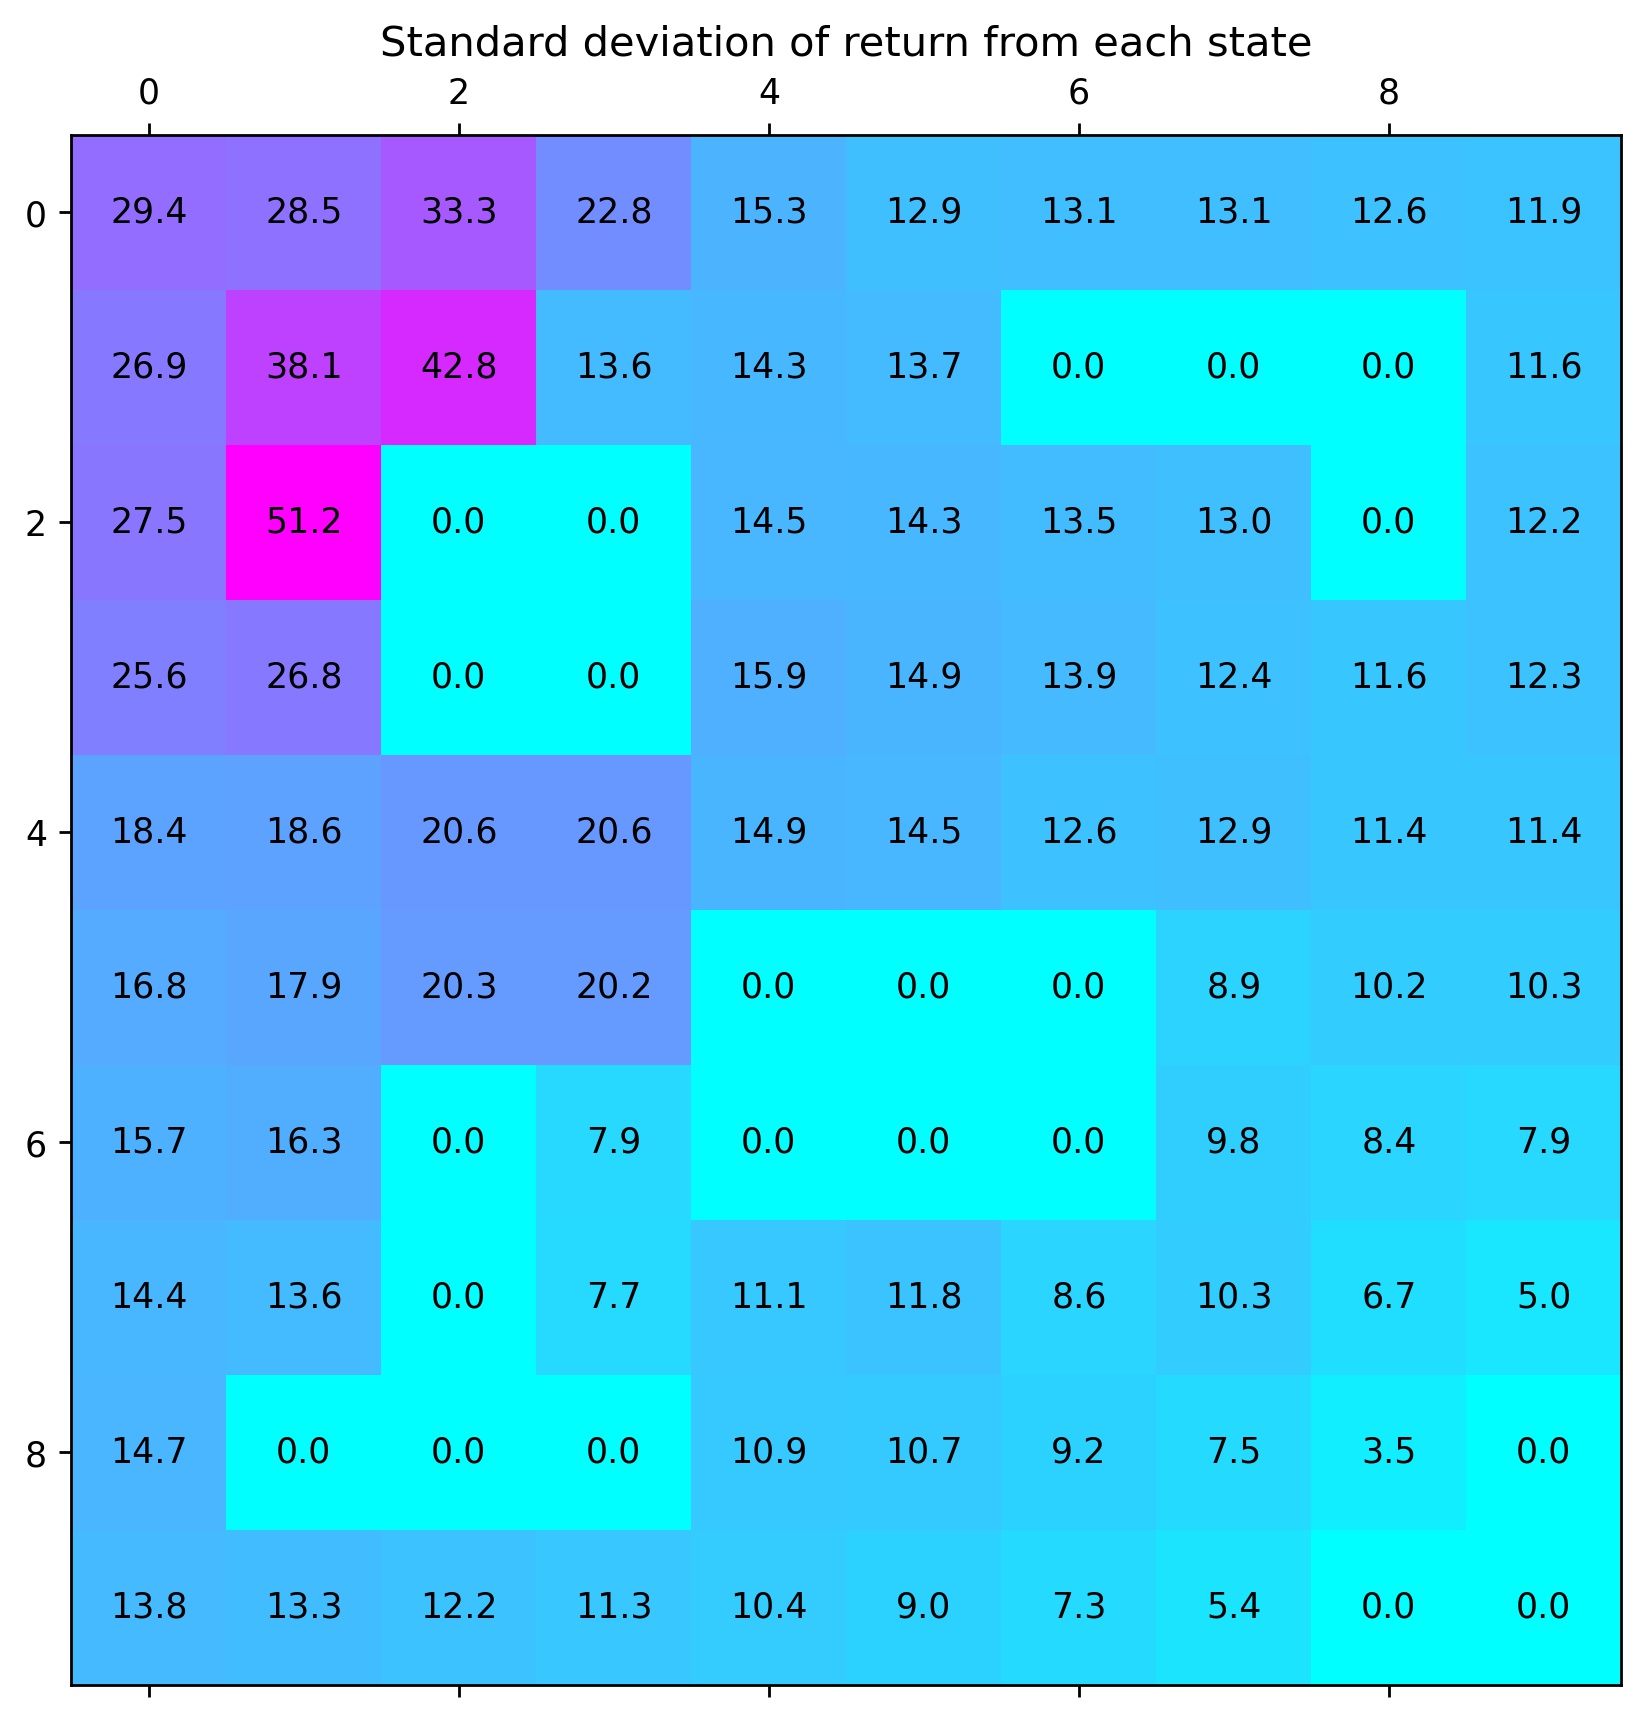 Standard deviation of return from each state
0 2 4 6 8
0 29.4 28.5 33.3 22.8 15.3 12.9 13.1 13.1 12.6 11.9
26.9 38.1 42.8 13.6 14.3 13.7 0.0 0.0 0.0 11.6
2 27.5 51.2 0.0 0.0 14.5 14.3 13.5 13.0 0.0 12.2
25.6 26.8 0.0 0.0 15.9 14.9 13.9 12.4 11.6 12.3
4 18.4 18.6 20.6 20.6 14.9 14.5 12.6 12.9 11.4 11.4
16.8 17.9 20.3 20.2 0.0 0.0 0.0 8.9 10.2 10.3
6 15.7 16.3 0.0 7.9 0.0 0.0 0.0 9.8 8.4 7.9
14.4 13.6 0.0 7.7 11.1 11.8 8.6 10.3 6.7 5.0
8 14.7 0.0 0.0 0.0 10.9 10.7 9.2 7.5 3.5 0.0
13.8 13.3 12.2 11.3 10.4 9.0 7.3 5.4 0.0 0.0